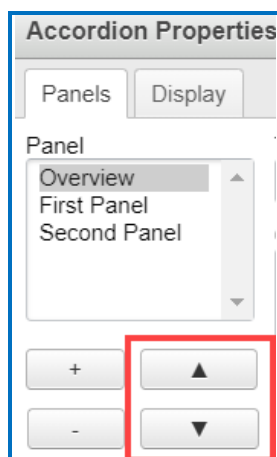 Accordion Properties
Panels Display
Panel
Overview
First Panel
Second Panel
+ ▲
- ▼